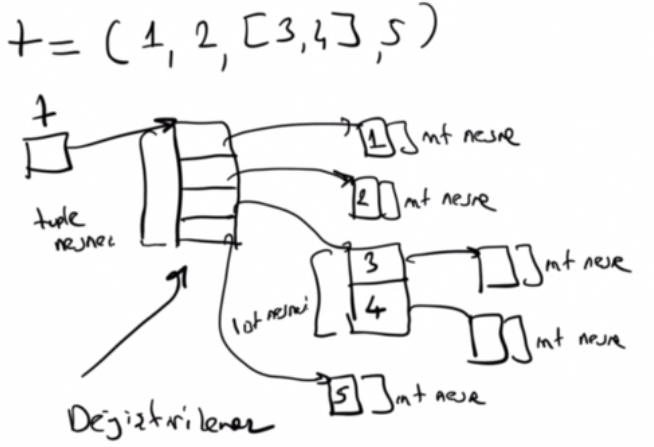 t = (1, 2, [3,4], 5)
t
1 int nesne
2 int nesne
tuple
nesnesi
3 int nesne
list nesnesi
4 int nesne
5 int nesne
Değiştirilemez